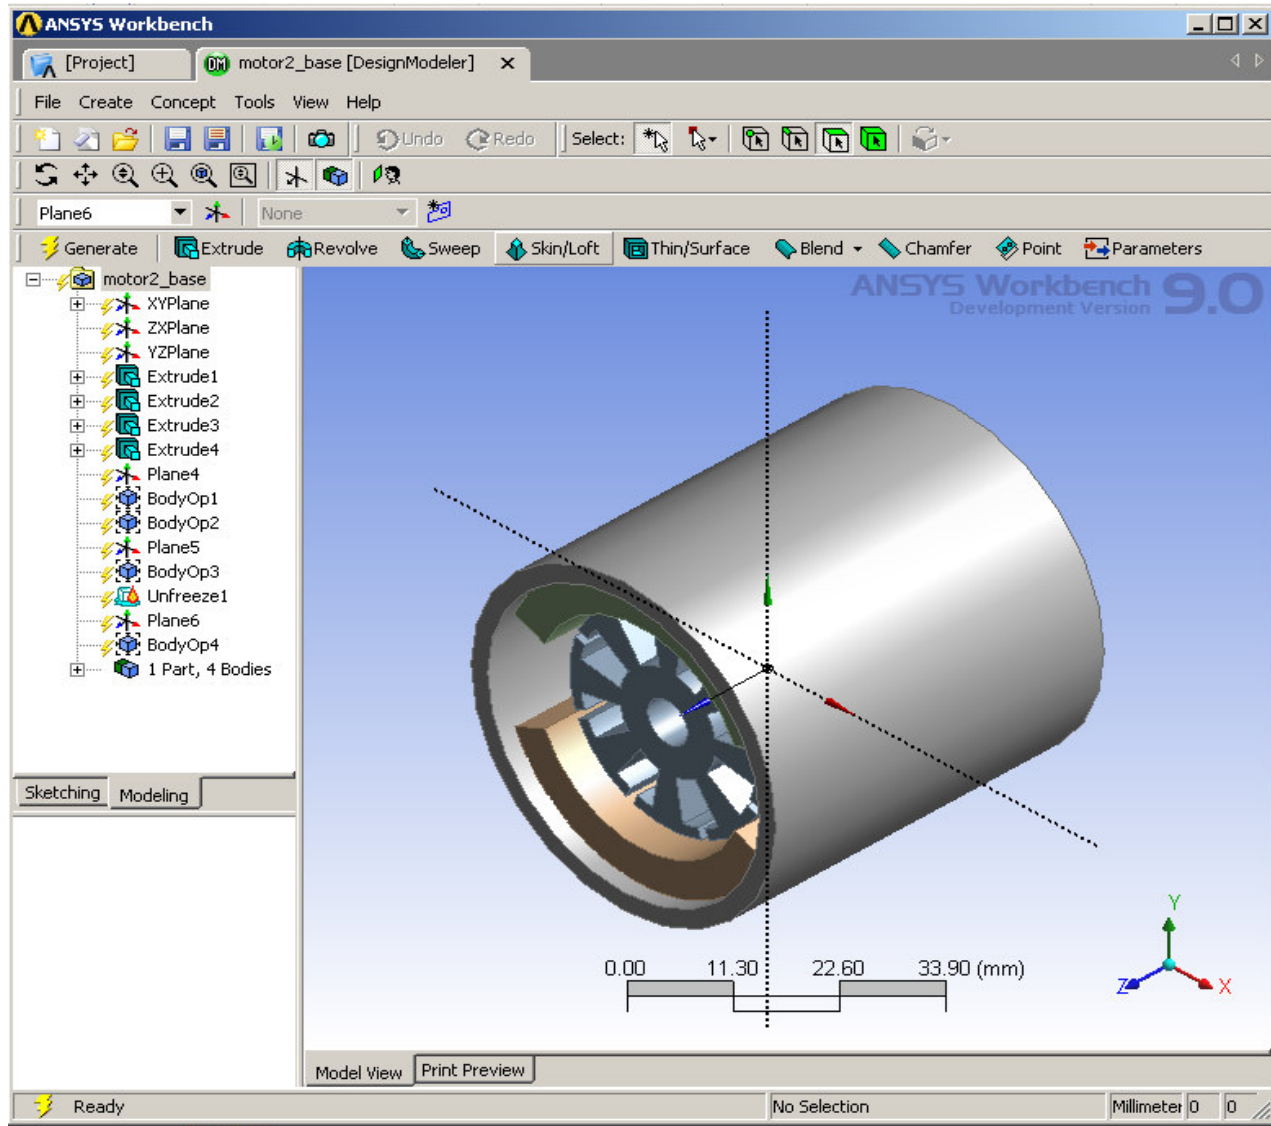 ANSYS Workbench
[Project] motor2_base [DesignModeler]
File Create Concept Tools View Help
Undo Redo Select:
Plane6 None
Generate Extrude Revolve Sweep Skin/Loft Thin/Surface Blend Chamfer Point Parameters
motor2_base
XYPlane
ZXPlane
YZPlane
Extrude1
Extrude2
Extrude3
Extrude4
Plane4
BodyOp1
BodyOp2
Plane5
BodyOp3
Unfreeze1
Plane6
BodyOp4
1 Part, 4 Bodies
Sketching Modeling
ANSYS Workbench 9.0
Development Version
0.00 11.30 22.60 33.90 (mm)
Y
Z X
Model View Print Preview
Ready No Selection Millimeter 0 0